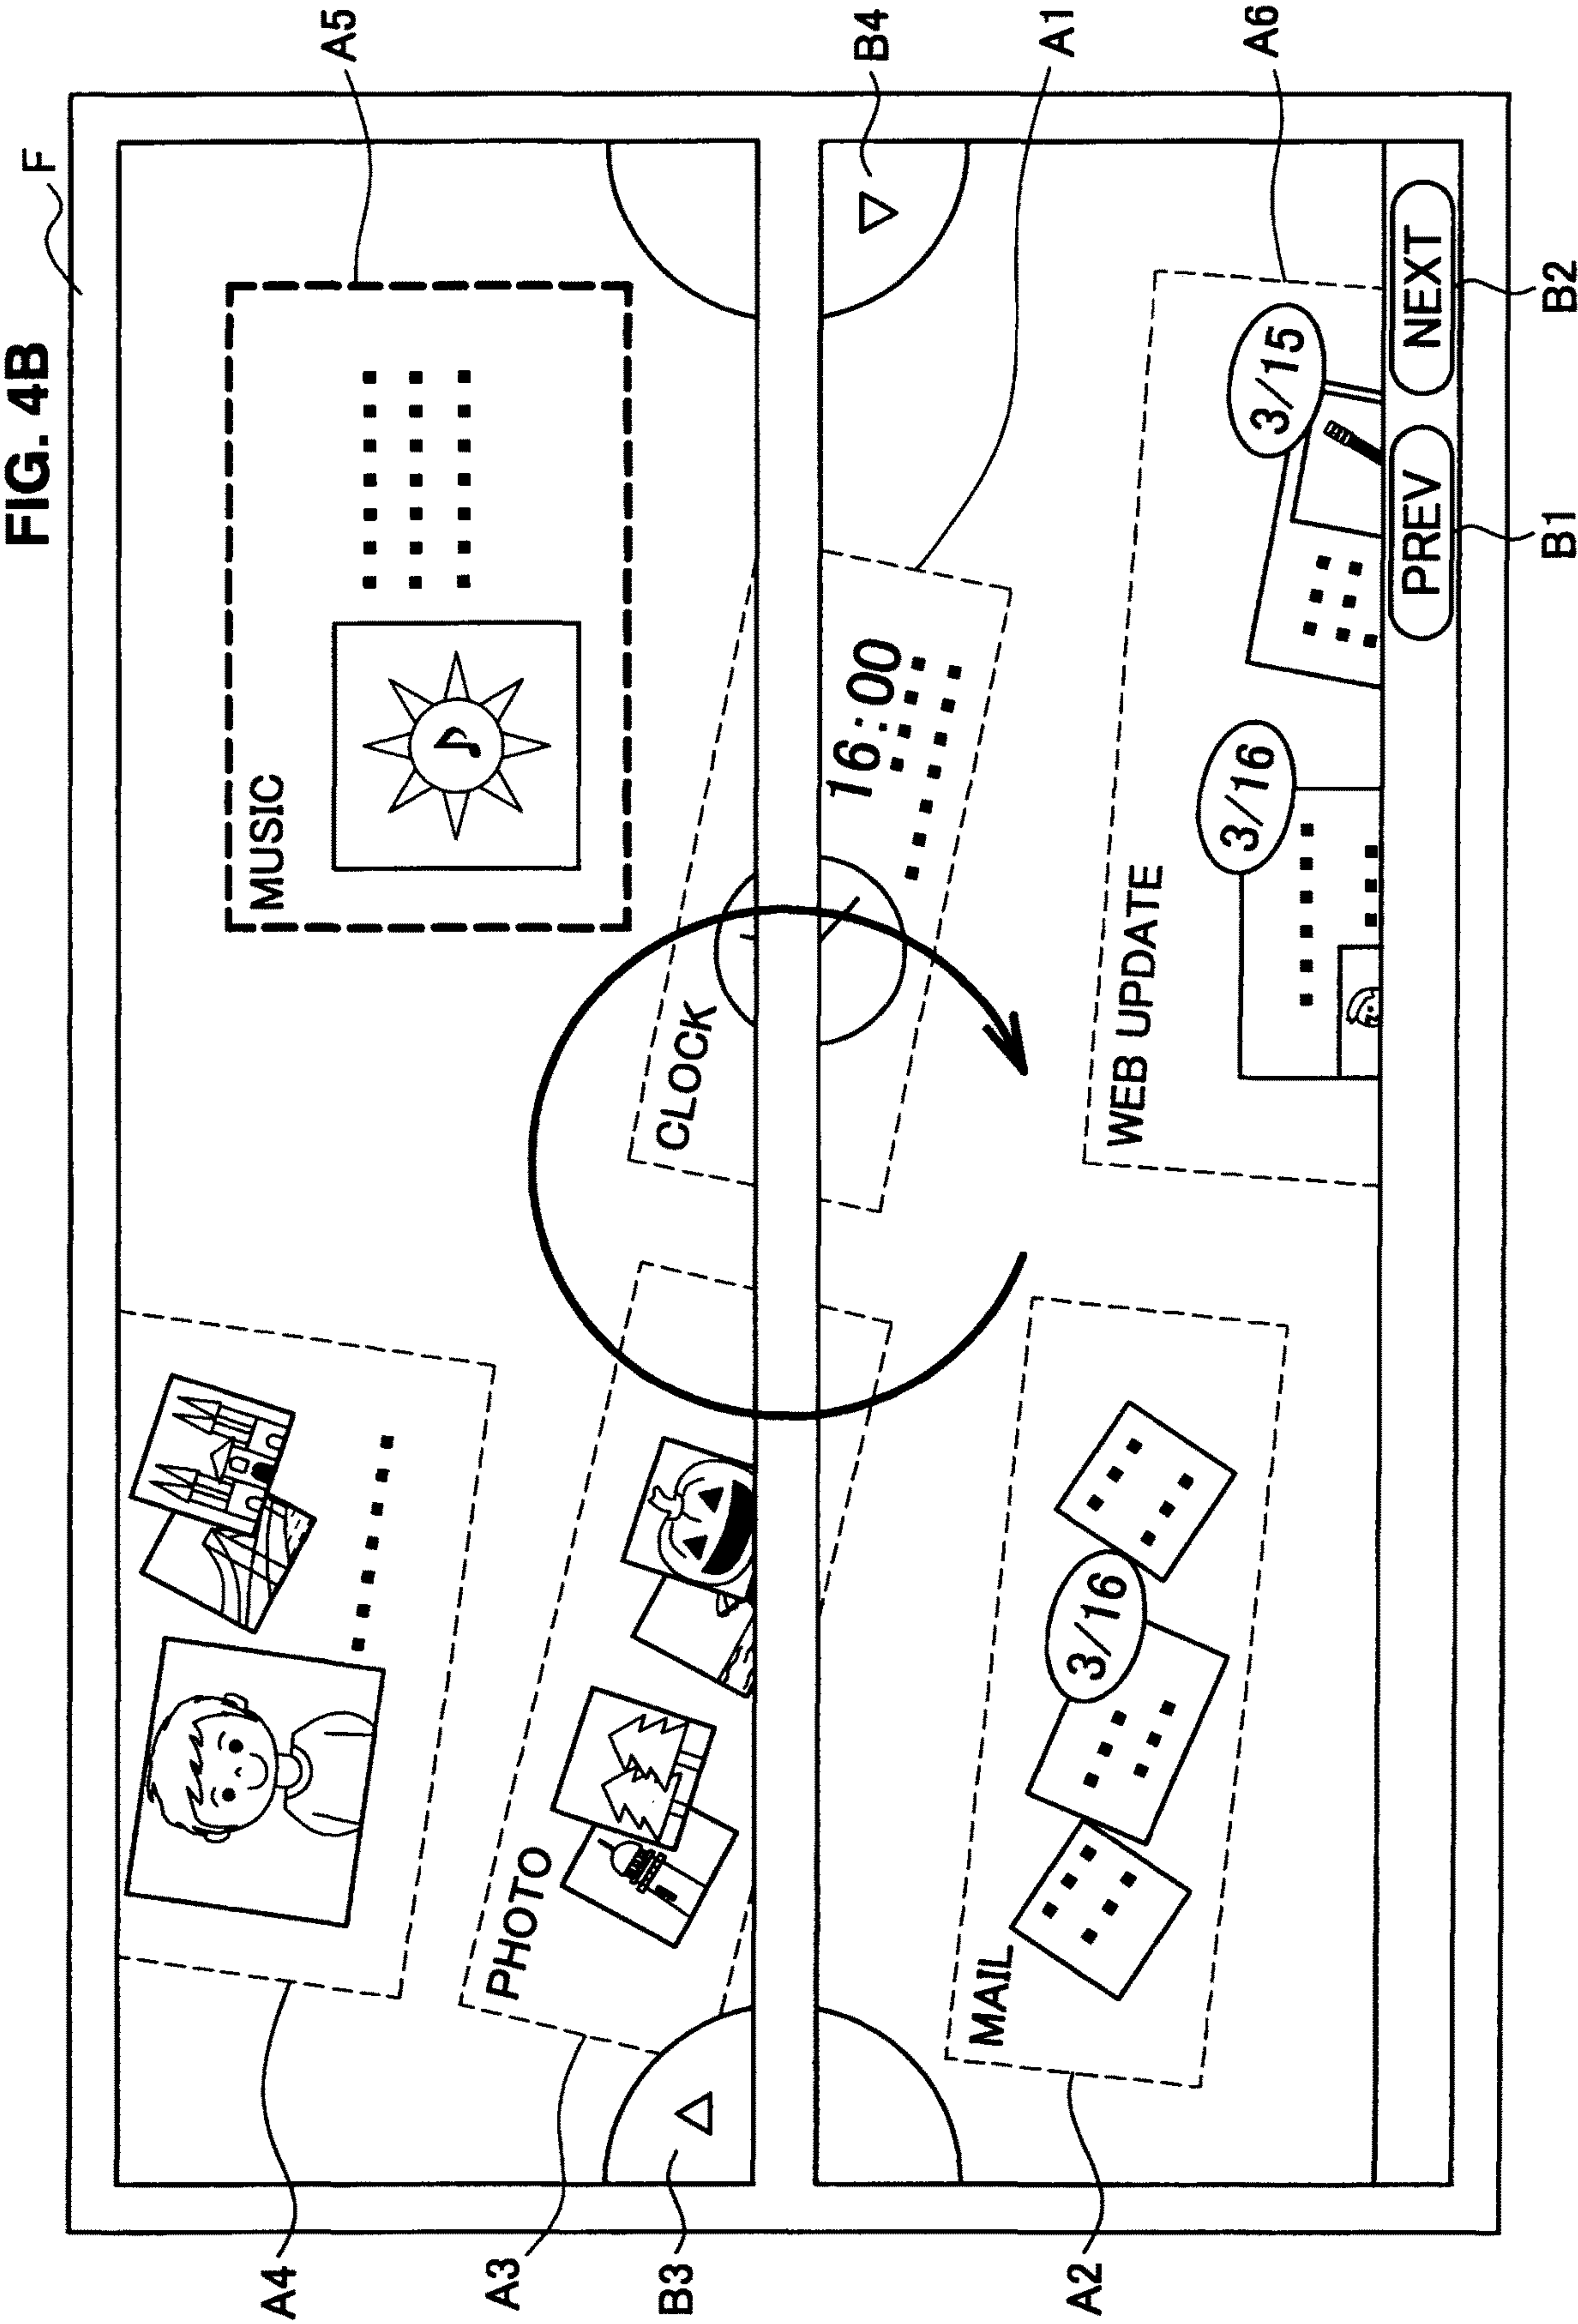 FIG. 4B
F
A5
B4
A1
A6
A4
A3
B3
A2
B1
B2
MUSIC
CLOCK
16:00
PHOTO
MAIL
3/16
WEB UPDATE
3/16
3/15
PREV
NEXT